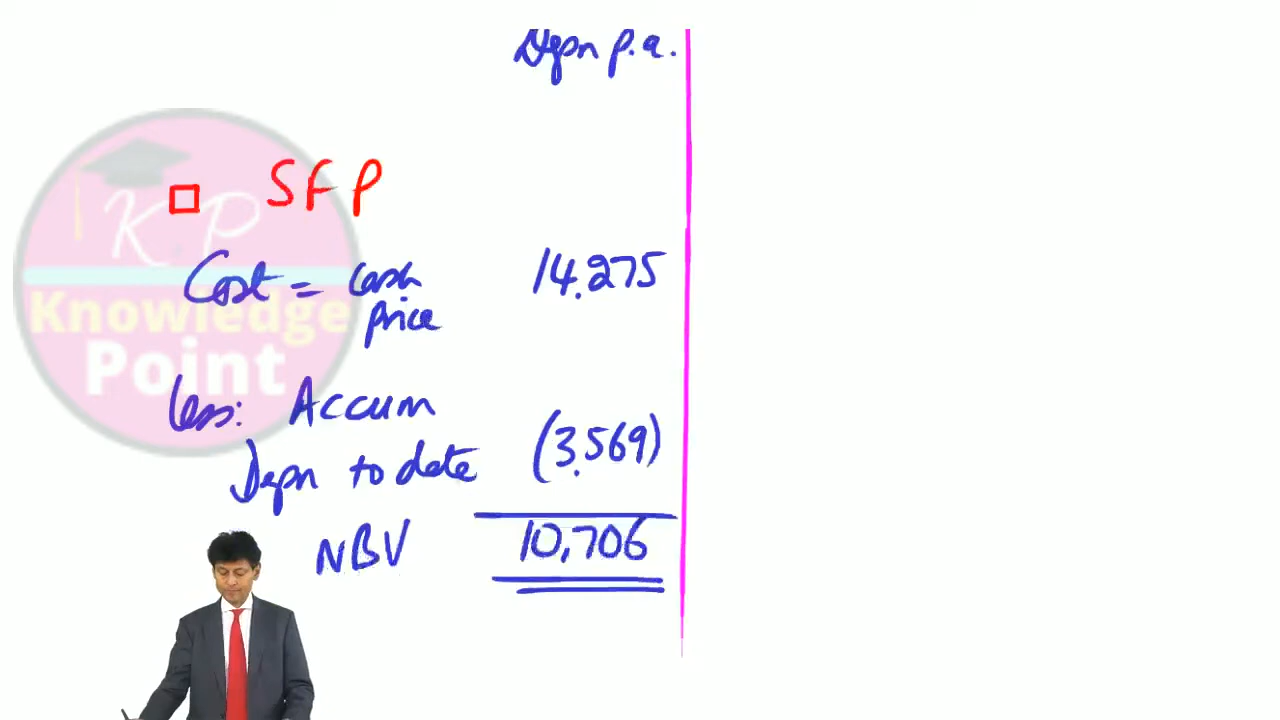 Depn p.a.
SFP
Cost = cash 14,275
price
less: Accum
Depn to date (3,569)
NBV 10,706
K P
Knowledge
Point